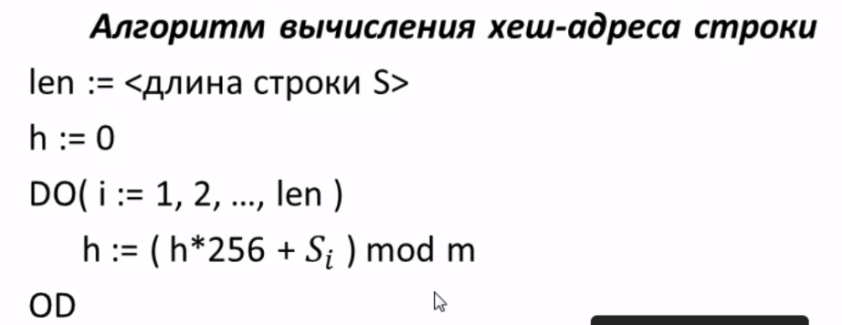 Алгоритм вычисления хеш-адреса строки
len := <длина строки S>
h := 0
DO( i := 1, 2, ..., len )
h := ( h*256 + Sᵢ ) mod m
OD